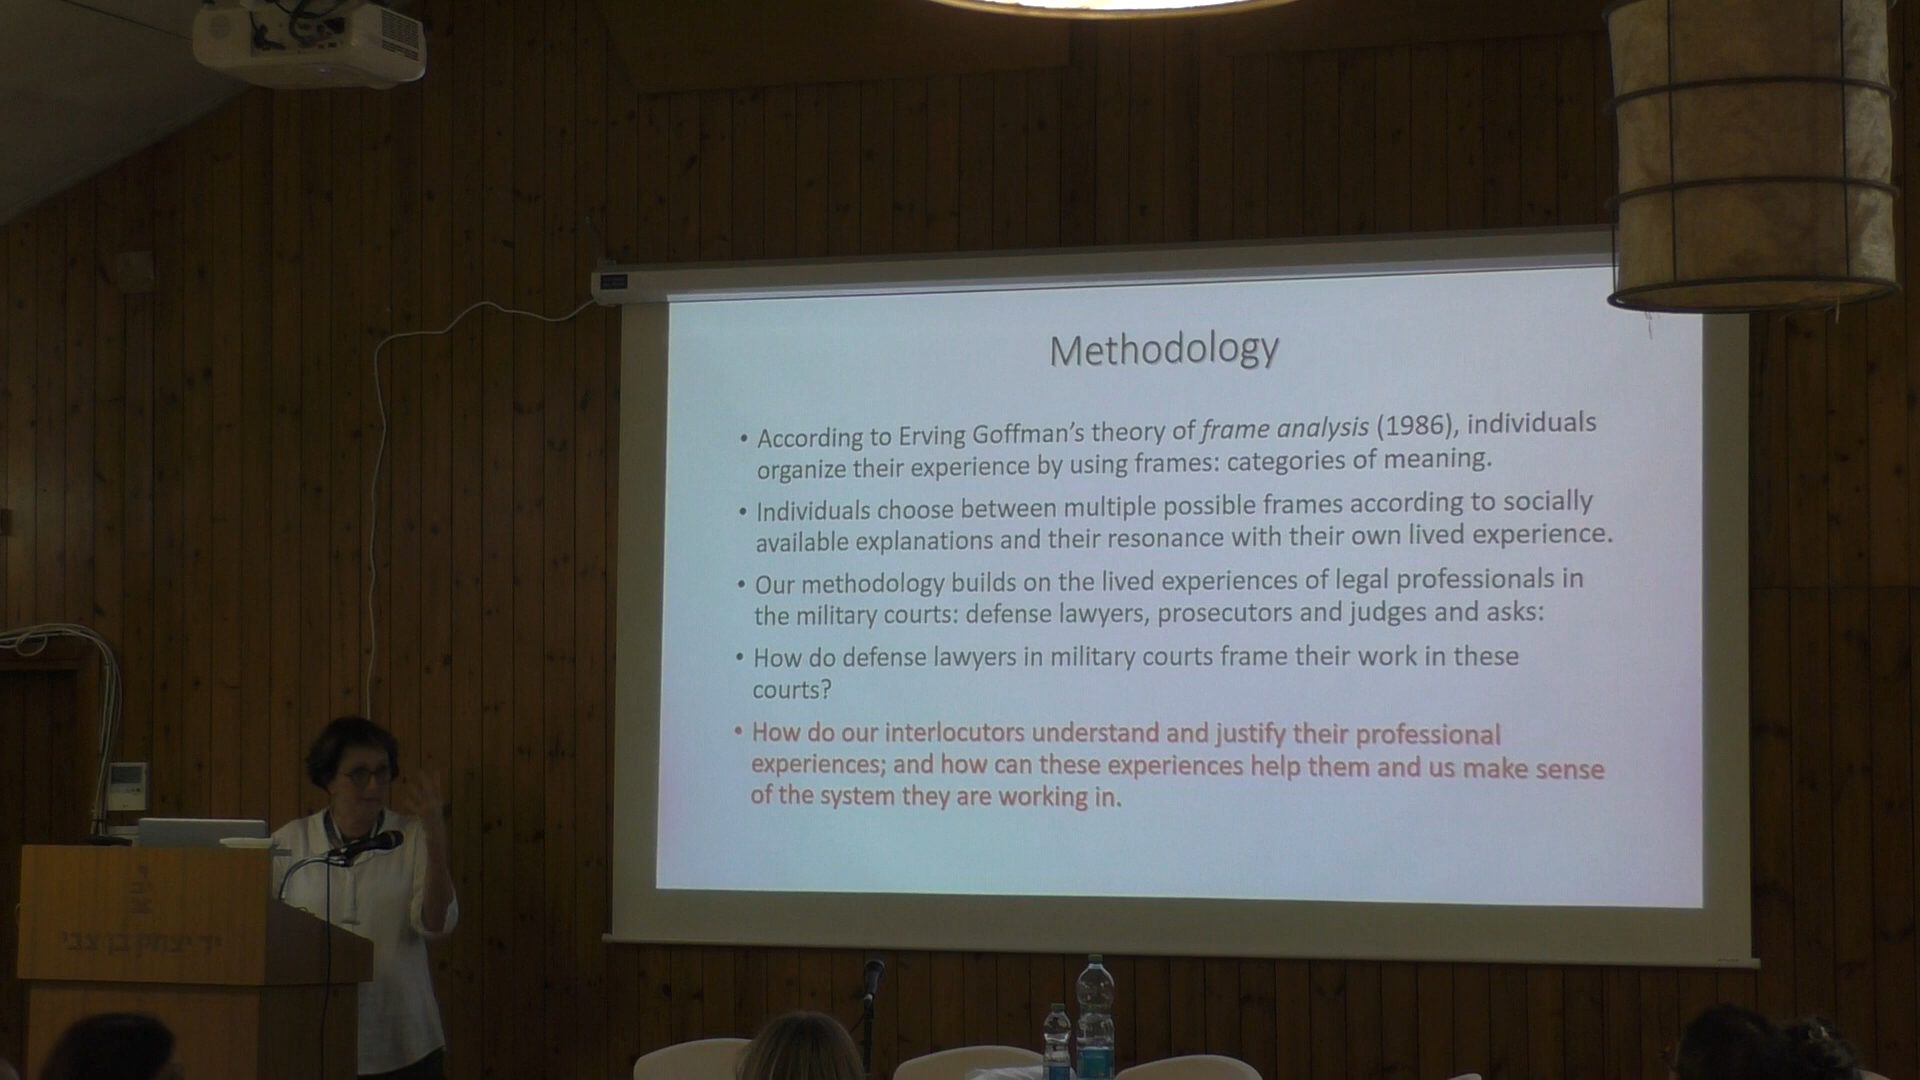 Methodology
• According to Erving Goffman's theory of frame analysis (1986), individuals
organize their experience by using frames: categories of meaning.
• Individuals choose between multiple possible frames according to socially
available explanations and their resonance with their own lived experience.
• Our methodology builds on the lived experiences of legal professionals in
the military courts: defense lawyers, prosecutors and judges and asks:
• How do defense lawyers in military courts frame their work in these
courts?
• How do our interlocutors understand and justify their professional
experiences; and how can these experiences help them and us make sense
of the system they are working in.
יד יצחק בן צבי